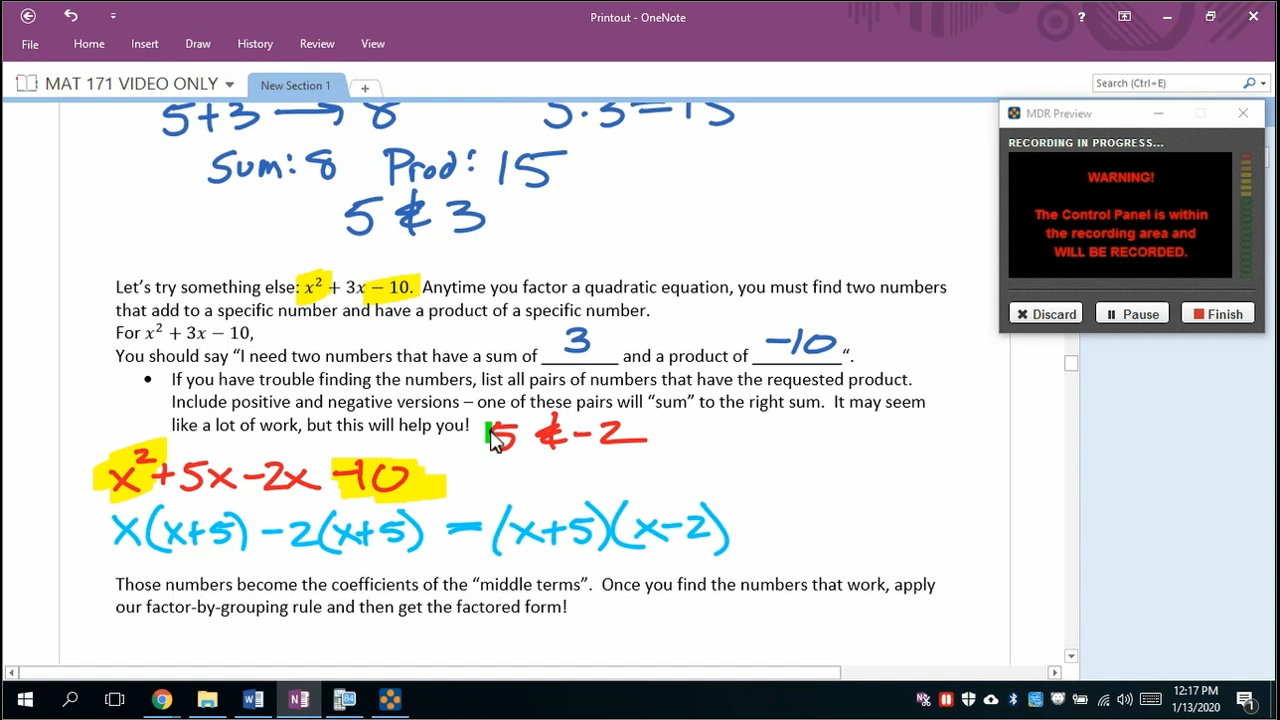 Printout - OneNote
?
File Home Insert Draw History Review View
MAT 171 VIDEO ONLY New Section 1 +
Search (Ctrl+E)
MDR Preview
RECORDING IN PROGRESS...
WARNING!
The Control Panel is within
the recording area and
WILL BE RECORDED.
Discard Pause Finish
5+3 → 8 5·3=15
Sum: 8 Prod: 15
5 & 3
Let's try something else: x² + 3x − 10. Anytime you factor a quadratic equation, you must find two numbers
that add to a specific number and have a product of a specific number.
For x² + 3x − 10,
You should say “I need two numbers that have a sum of 3 and a product of -10 “.
• If you have trouble finding the numbers, list all pairs of numbers that have the requested product.
Include positive and negative versions – one of these pairs will “sum” to the right sum. It may seem
like a lot of work, but this will help you!
5 & -2
x²+5x-2x-10
x(x+5)-2(x+5) = (x+5)(x-2)
Those numbers become the coefficients of the “middle terms”. Once you find the numbers that work, apply
our factor-by-grouping rule and then get the factored form!
12:17 PM
1/13/2020
1